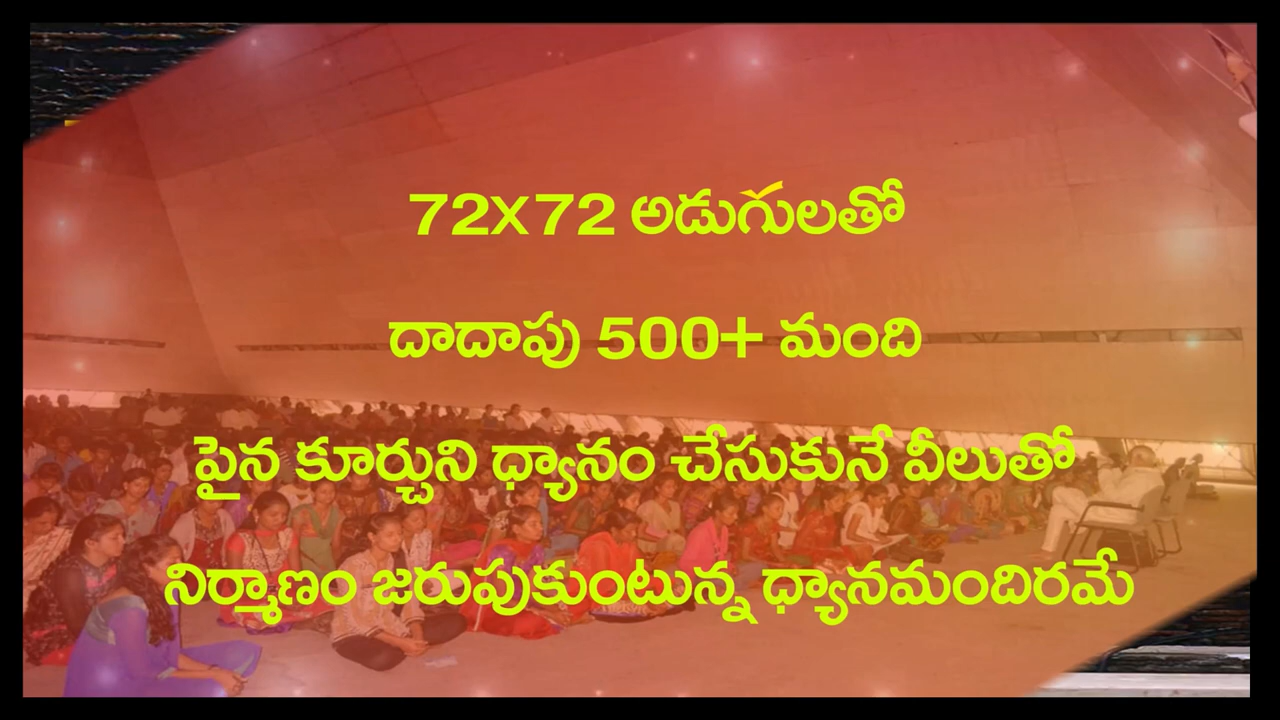 72X72 అడుగులతో
దాదాపు 500+ మంది
పైన కూర్చుని ధ్యానం చేసుకునే వీలుతో
నిర్మాణం జరుపుకుంటున్న ధ్యానమందిరమే